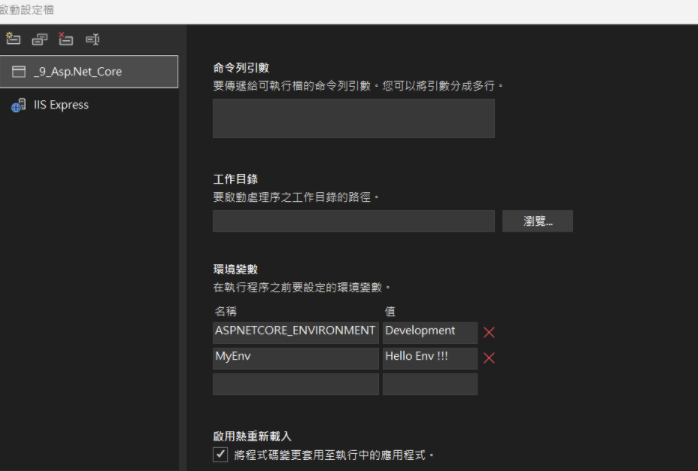 啟動設定檔
_9_Asp.Net_Core
IIS Express
命令列引數
要傳遞給可執行檔的命令列引數。您可以將引數分成多行。
工作目錄
要啟動處理序之工作目錄的路徑。
瀏覽...
環境變數
在執行程序之前要設定的環境變數。
名稱 值
ASPNETCORE_ENVIRONMENT Development
MyEnv Hello Env !!!
啟用熱重新載入
將程式碼變更套用至執行中的應用程式。